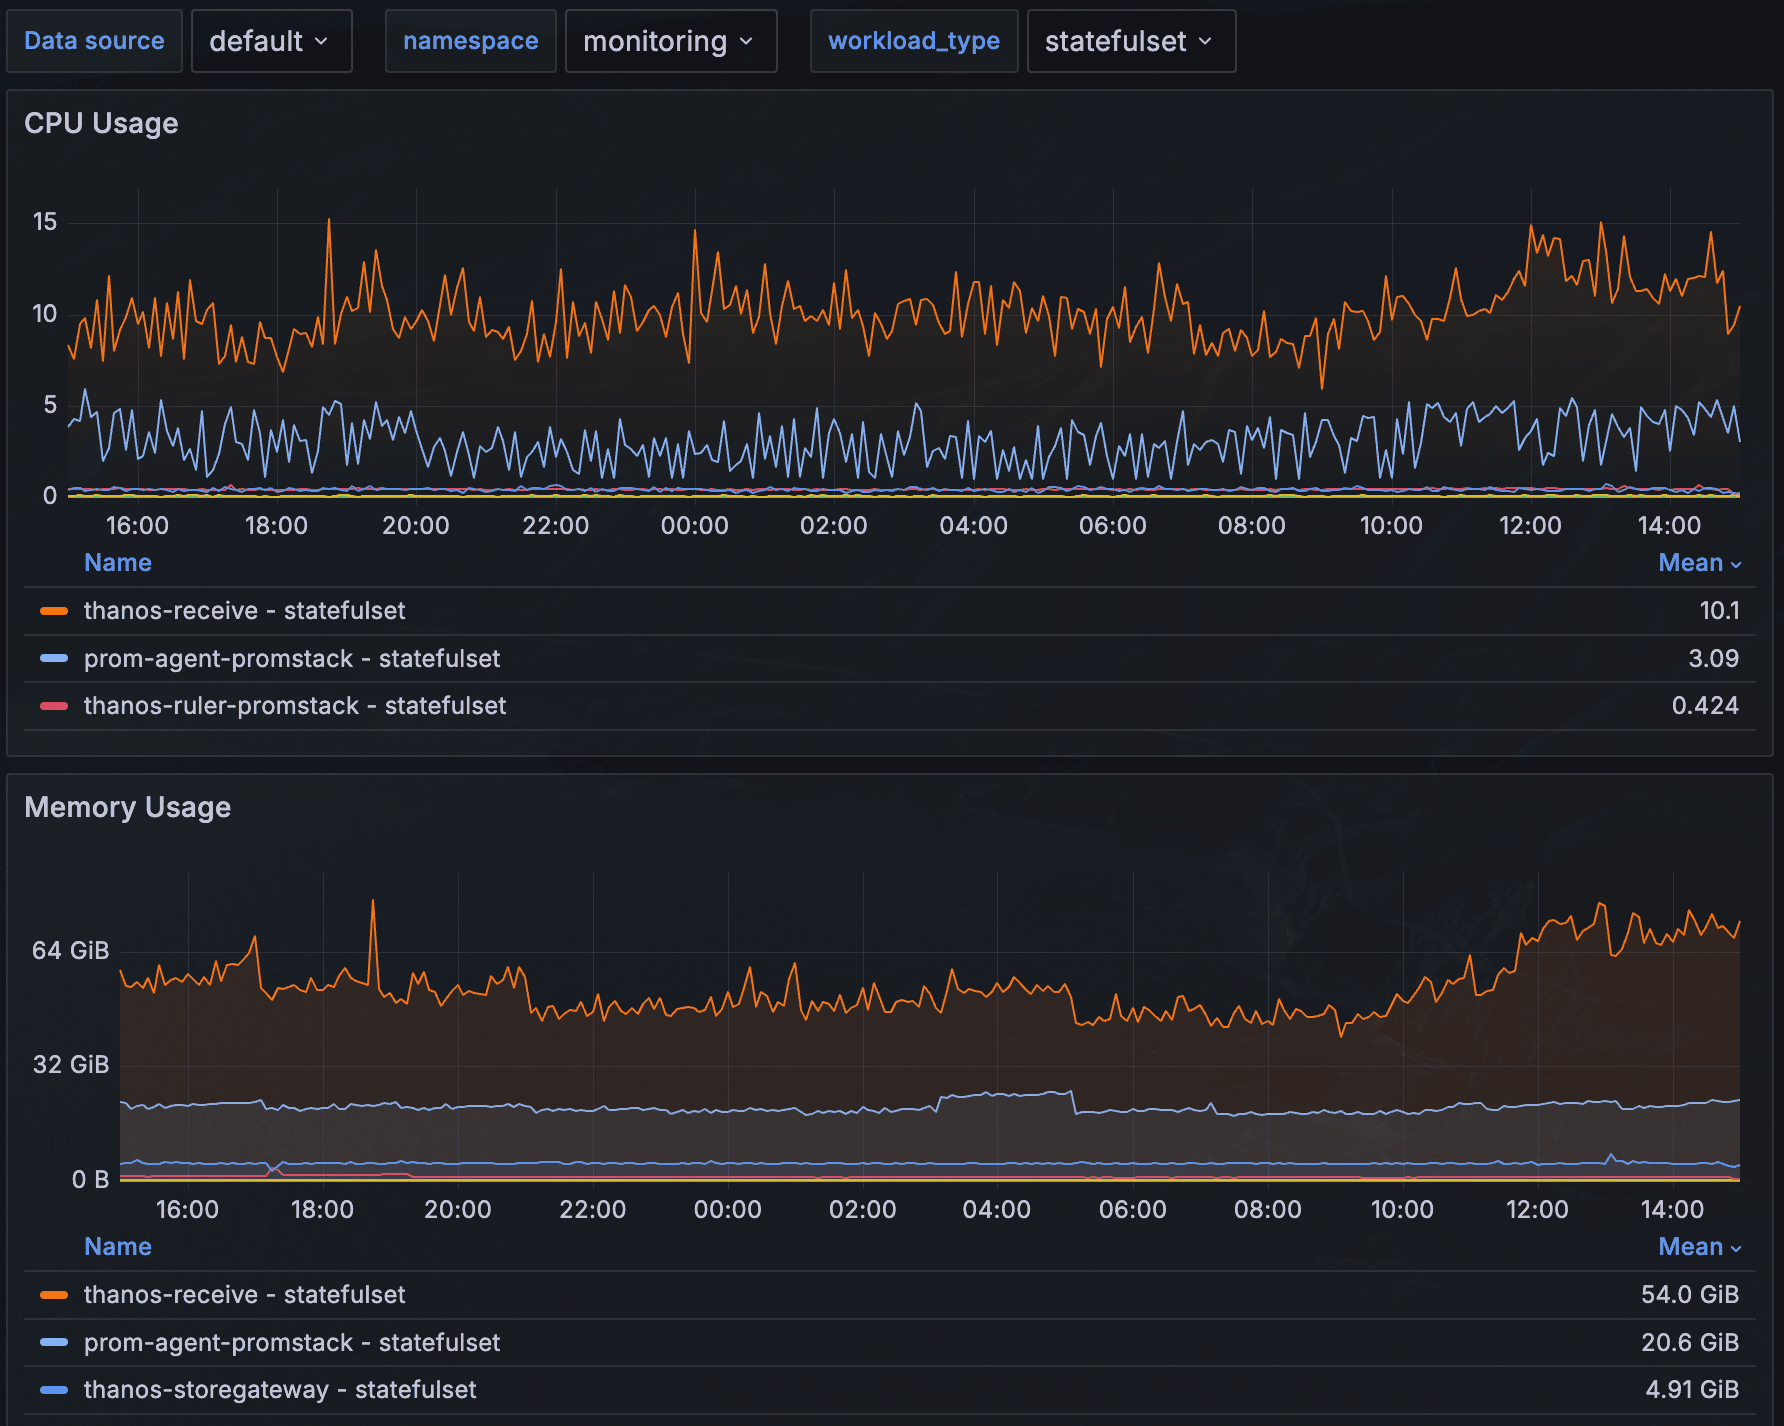 Data source default namespace monitoring workload_type statefulset
CPU Usage
15
10
5
0
16:00 18:00 20:00 22:00 00:00 02:00 04:00 06:00 08:00 10:00 12:00 14:00
Name Mean
thanos-receive - statefulset 10.1
prom-agent-promstack - statefulset 3.09
thanos-ruler-promstack - statefulset 0.424
Memory Usage
64 GiB
32 GiB
0 B
16:00 18:00 20:00 22:00 00:00 02:00 04:00 06:00 08:00 10:00 12:00 14:00
Name Mean
thanos-receive - statefulset 54.0 GiB
prom-agent-promstack - statefulset 20.6 GiB
thanos-storegateway - statefulset 4.91 GiB